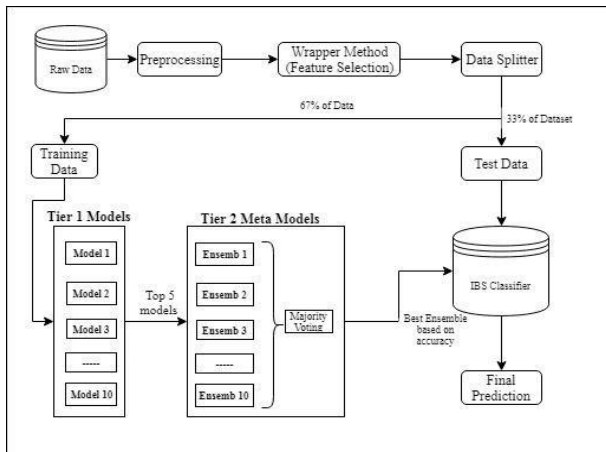 Raw Data
Preprocessing
Wrapper Method
(Feature Selection)
Data Splitter
67% of Data
33% of Dataset
Training
Data
Test Data
Tier 1 Models
Tier 2 Meta Models
Model 1
Model 2
Model 3
-----
Model 10
Top 5
models
Ensemb 1
Ensemb 2
Ensemb 3
-----
Ensemb 10
Majority
Voting
IBS Classifier
Best Ensemble
based on
accuracy
Final
Prediction